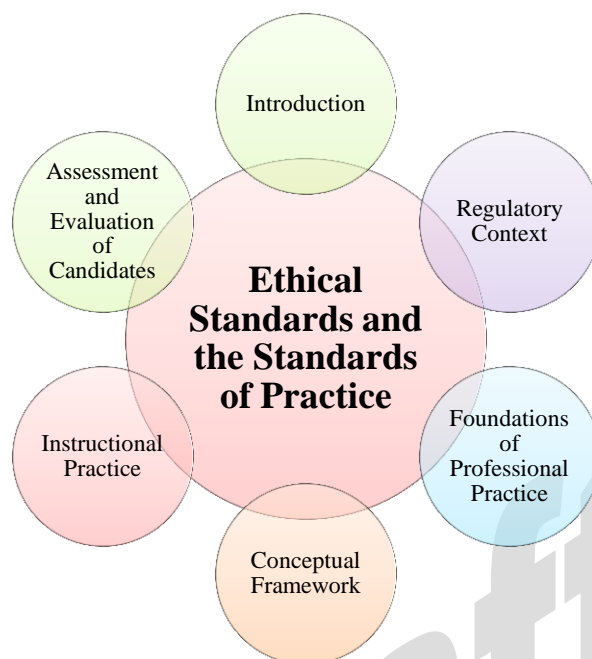 Introduction
Regulatory
Context
Foundations
of
Professional
Practice
Conceptual
Framework
Instructional
Practice
Assessment
and
Evaluation
of
Candidates
Ethical
Standards and
the Standards
of Practice